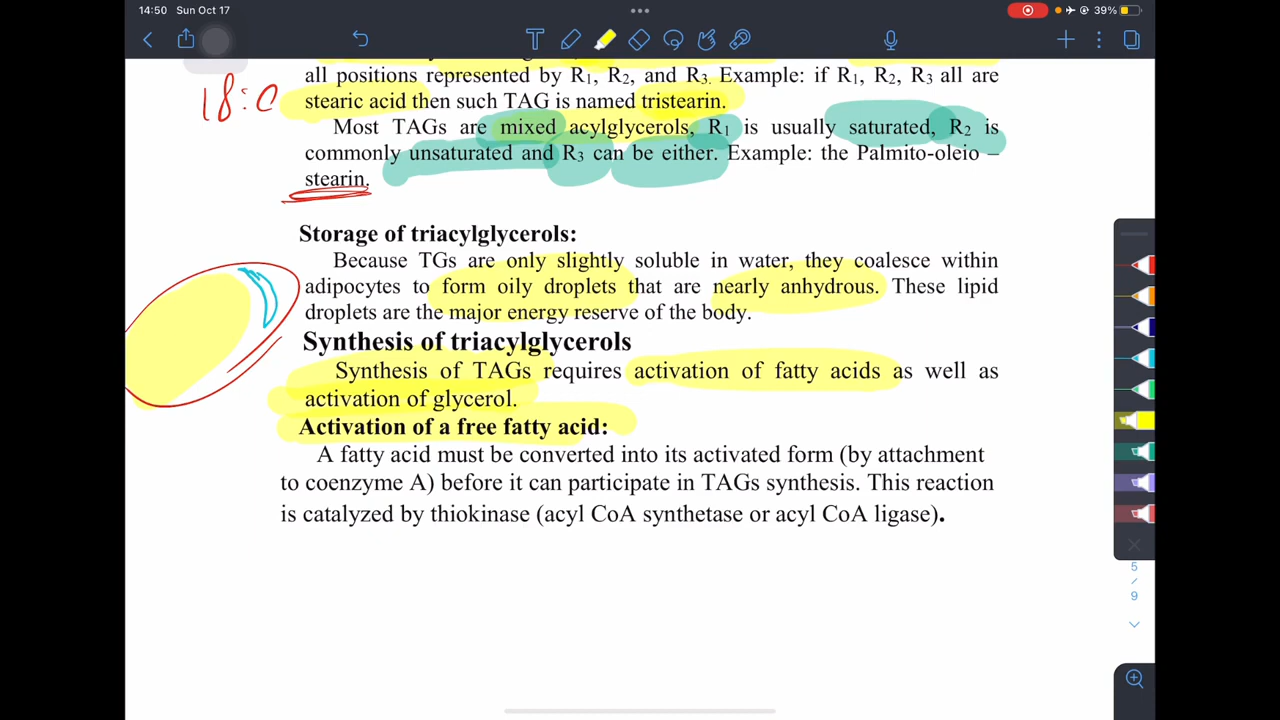 14:50 Sun Oct 17
39%
all positions represented by R1, R2, and R3. Example: if R1, R2, R3 all are
18:0
stearic acid then such TAG is named tristearin.
Most TAGs are mixed acylglycerols, R1 is usually saturated, R2 is
commonly unsaturated and R3 can be either. Example: the Palmito-oleio –
stearin.
Storage of triacylglycerols:
Because TGs are only slightly soluble in water, they coalesce within
adipocytes to form oily droplets that are nearly anhydrous. These lipid
droplets are the major energy reserve of the body.
Synthesis of triacylglycerols
Synthesis of TAGs requires activation of fatty acids as well as
activation of glycerol.
Activation of a free fatty acid:
A fatty acid must be converted into its activated form (by attachment
to coenzyme A) before it can participate in TAGs synthesis. This reaction
is catalyzed by thiokinase (acyl CoA synthetase or acyl CoA ligase).
5
/
9